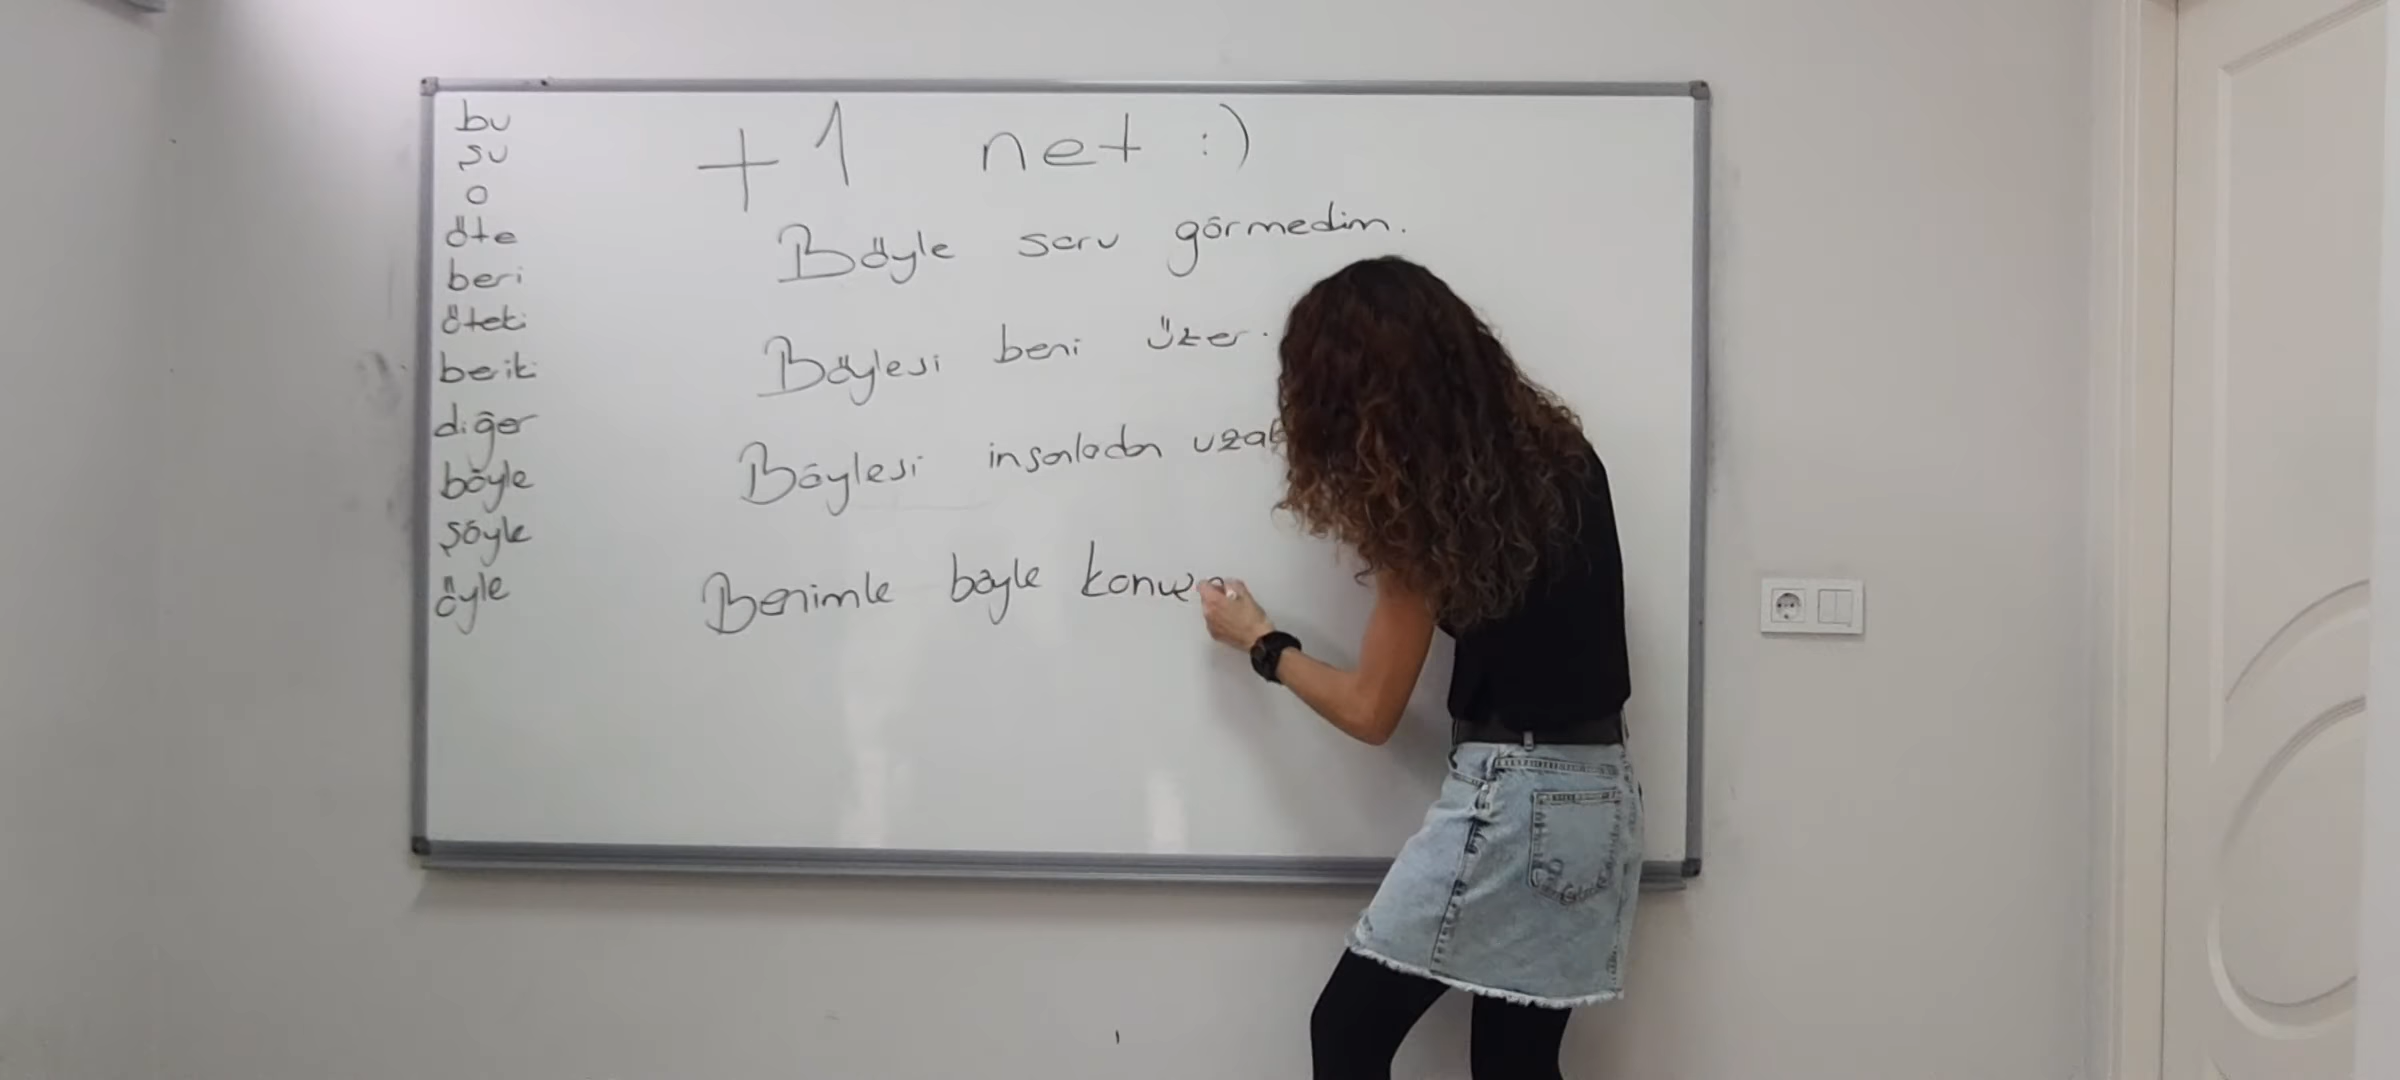 bu
şu
o
öte
beri
öteki
beriki
diğer
böyle
şöyle
öyle
+1 net :)
Böyle soru görmedim.
Böylesi beni üzer.
Böylesi insanlardan
Benimle böyle